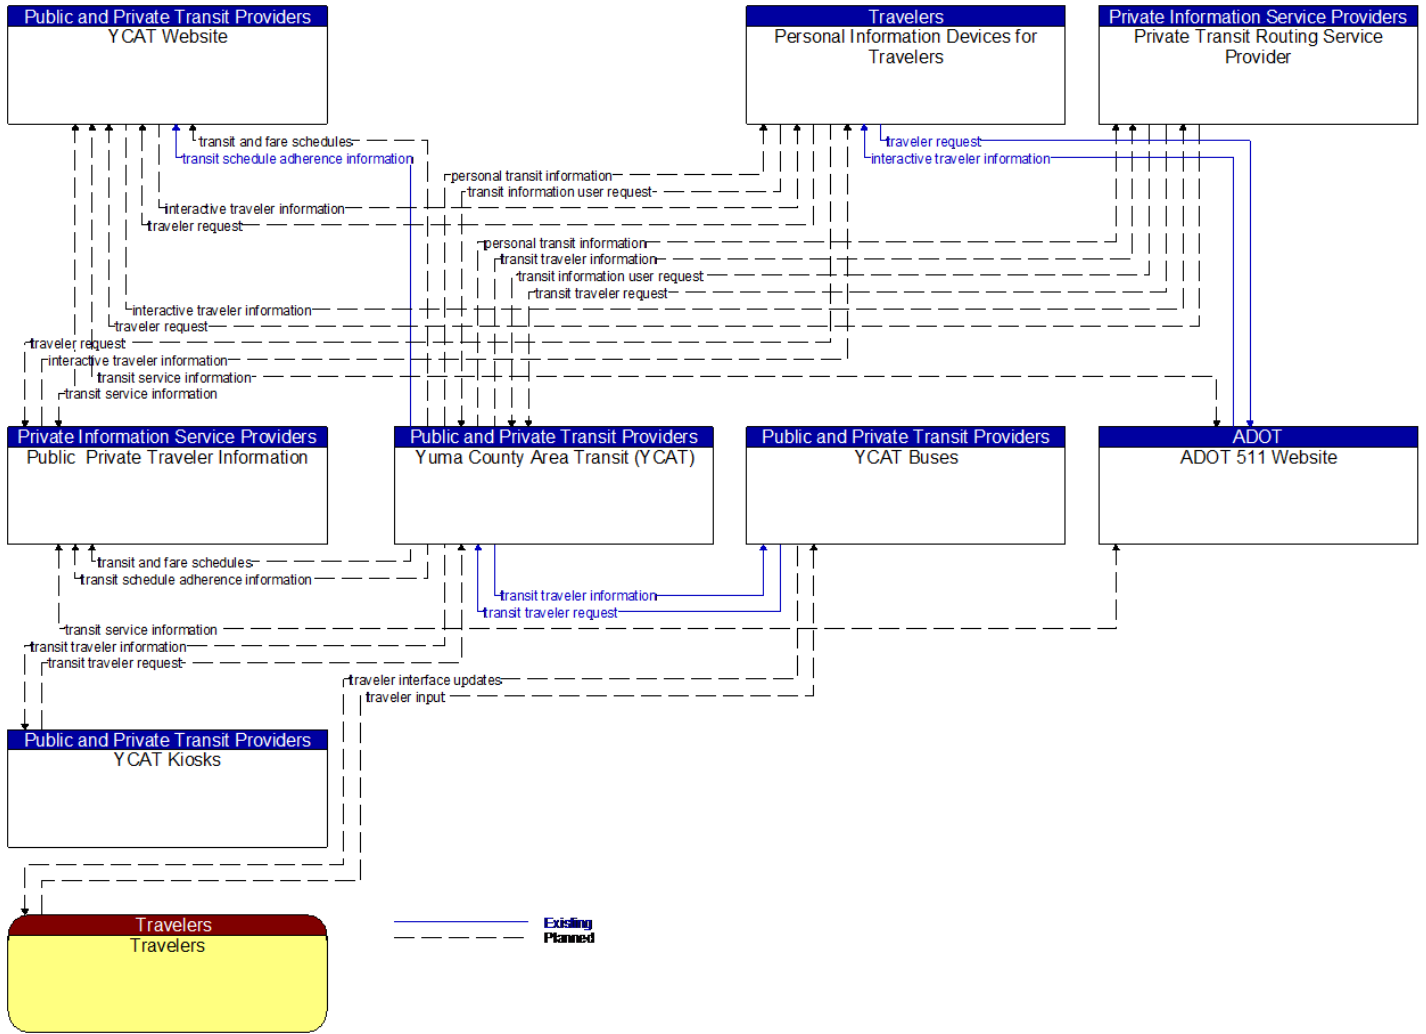 Public and Private Transit Providers
YCAT Website
Travelers
Personal Information Devices for
Travelers
Private Information Service Providers
Private Transit Routing Service
Provider
transit and fare schedules
traveler request
transit schedule adherence information
interactive traveler information
personal transit information
transit information user request
interactive traveler information
traveler request
personal transit information
transit traveler information
transit information user request
transit traveler request
interactive traveler information
traveler request
traveler request
interactive traveler information
transit service information
transit service information
Private Information Service Providers
Public Private Traveler Information
Public and Private Transit Providers
Yuma County Area Transit (YCAT)
Public and Private Transit Providers
YCAT Buses
ADOT
ADOT 511 Website
transit and fare schedules
transit schedule adherence information
transit traveler information
transit traveler request
transit service information
transit traveler information
transit traveler request
traveler interface updates
traveler input
Public and Private Transit Providers
YCAT Kiosks
Travelers
Travelers
Existing
Planned